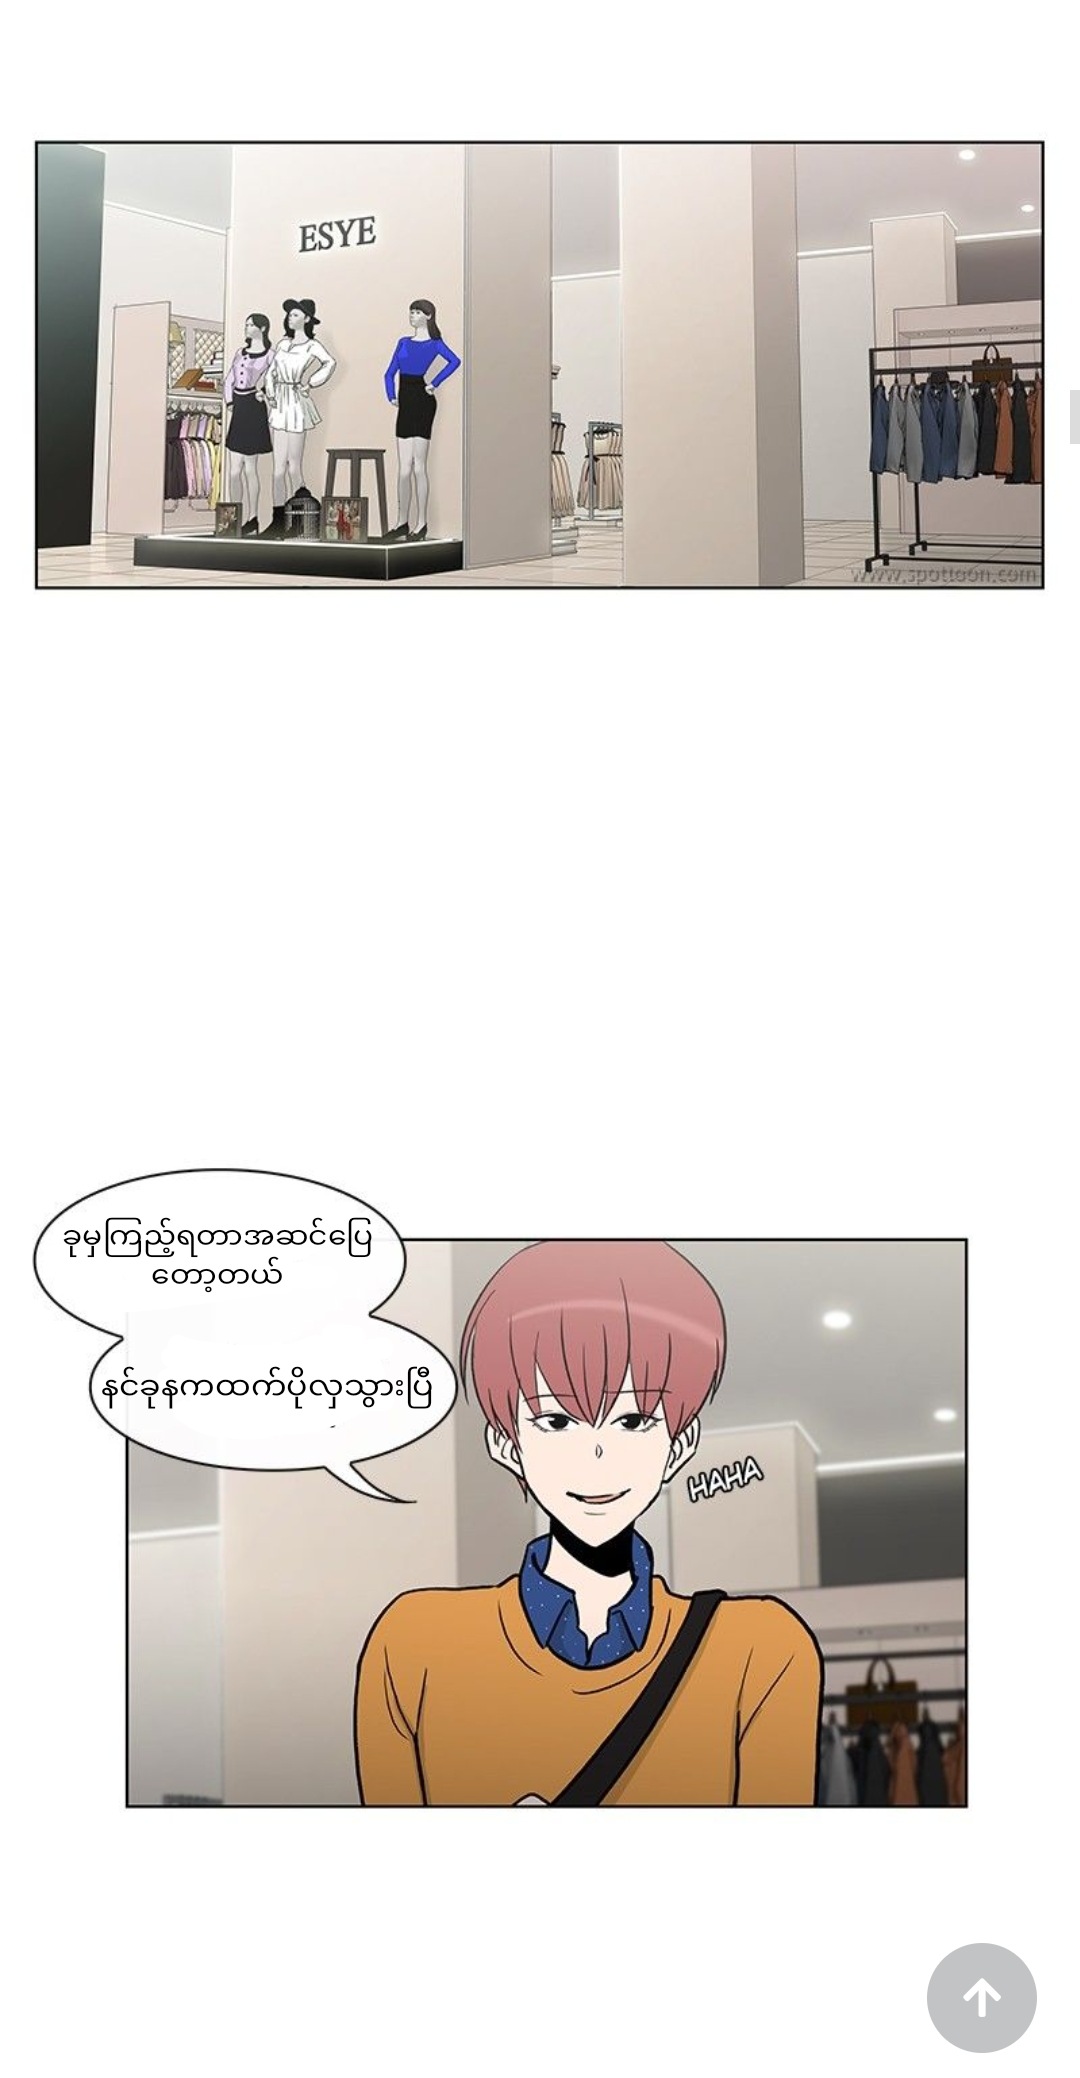 ESYE
www.spottoon.com
ခုမှကြည့်ရတာအဆင်ပြေ
တော့တယ်
နင်ခုနကထက်ပိုလှသွားပြီ
HAHA